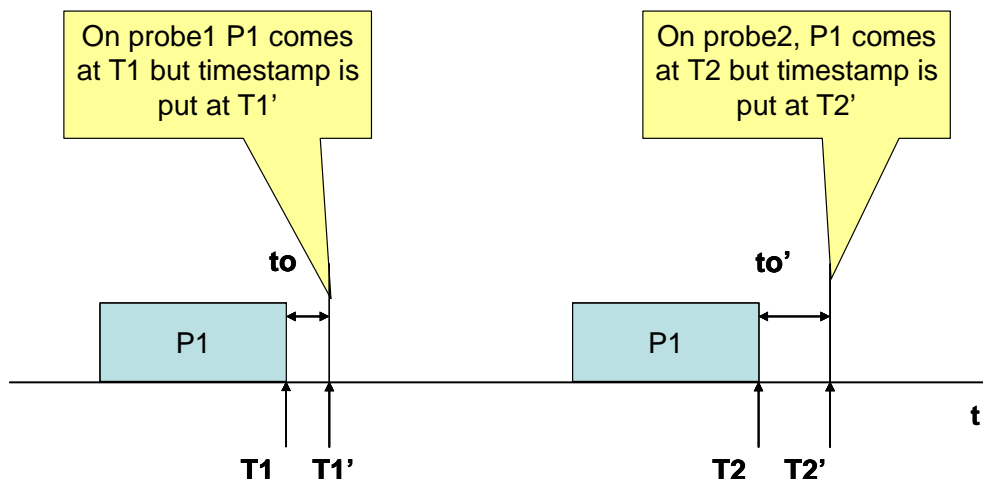 On probe1 P1 comes
at T1 but timestamp is
put at T1’
On probe2, P1 comes
at T2 but timestamp is
put at T2’
to
to’
P1
P1
t
T1
T1’
T2
T2’